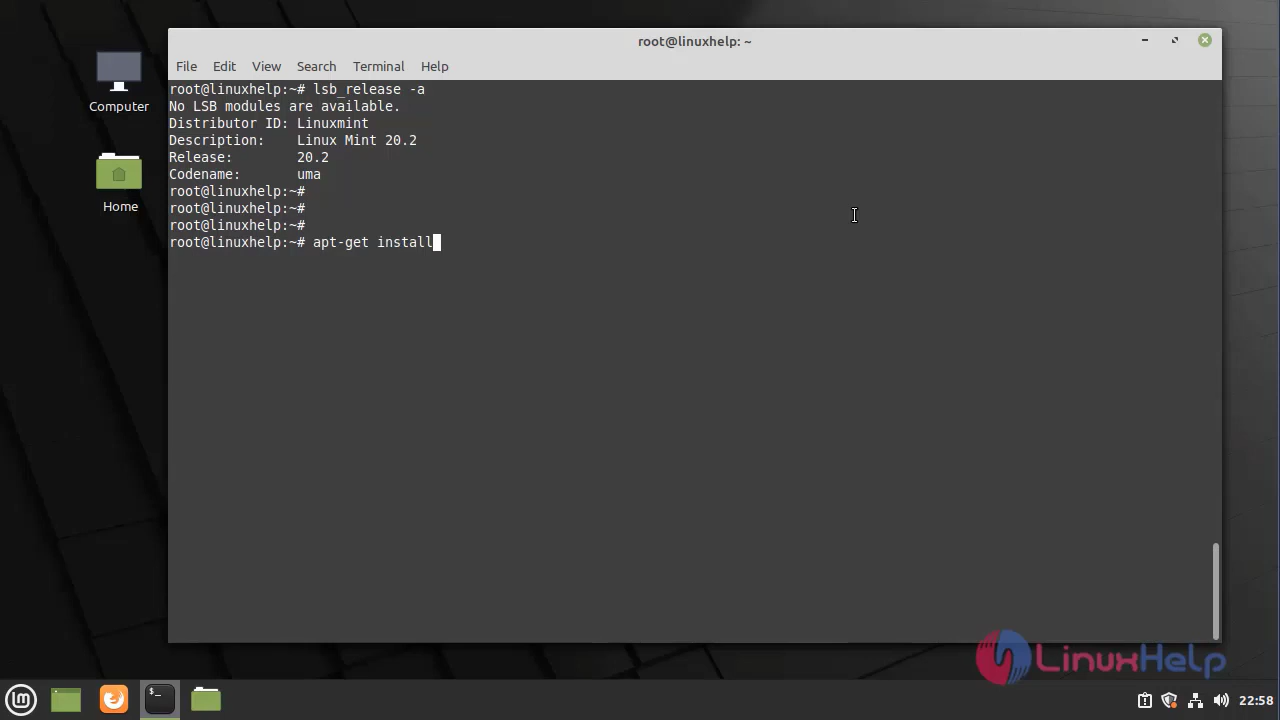 root@linuxhelp: ~
File Edit View Search Terminal Help
Computer
Home
root@linuxhelp:~# lsb_release -a
No LSB modules are available.
Distributor ID: Linuxmint
Description:    Linux Mint 20.2
Release:        20.2
Codename:       uma
root@linuxhelp:~#
root@linuxhelp:~#
root@linuxhelp:~#
root@linuxhelp:~# apt-get install
LinuxHelp
22:58